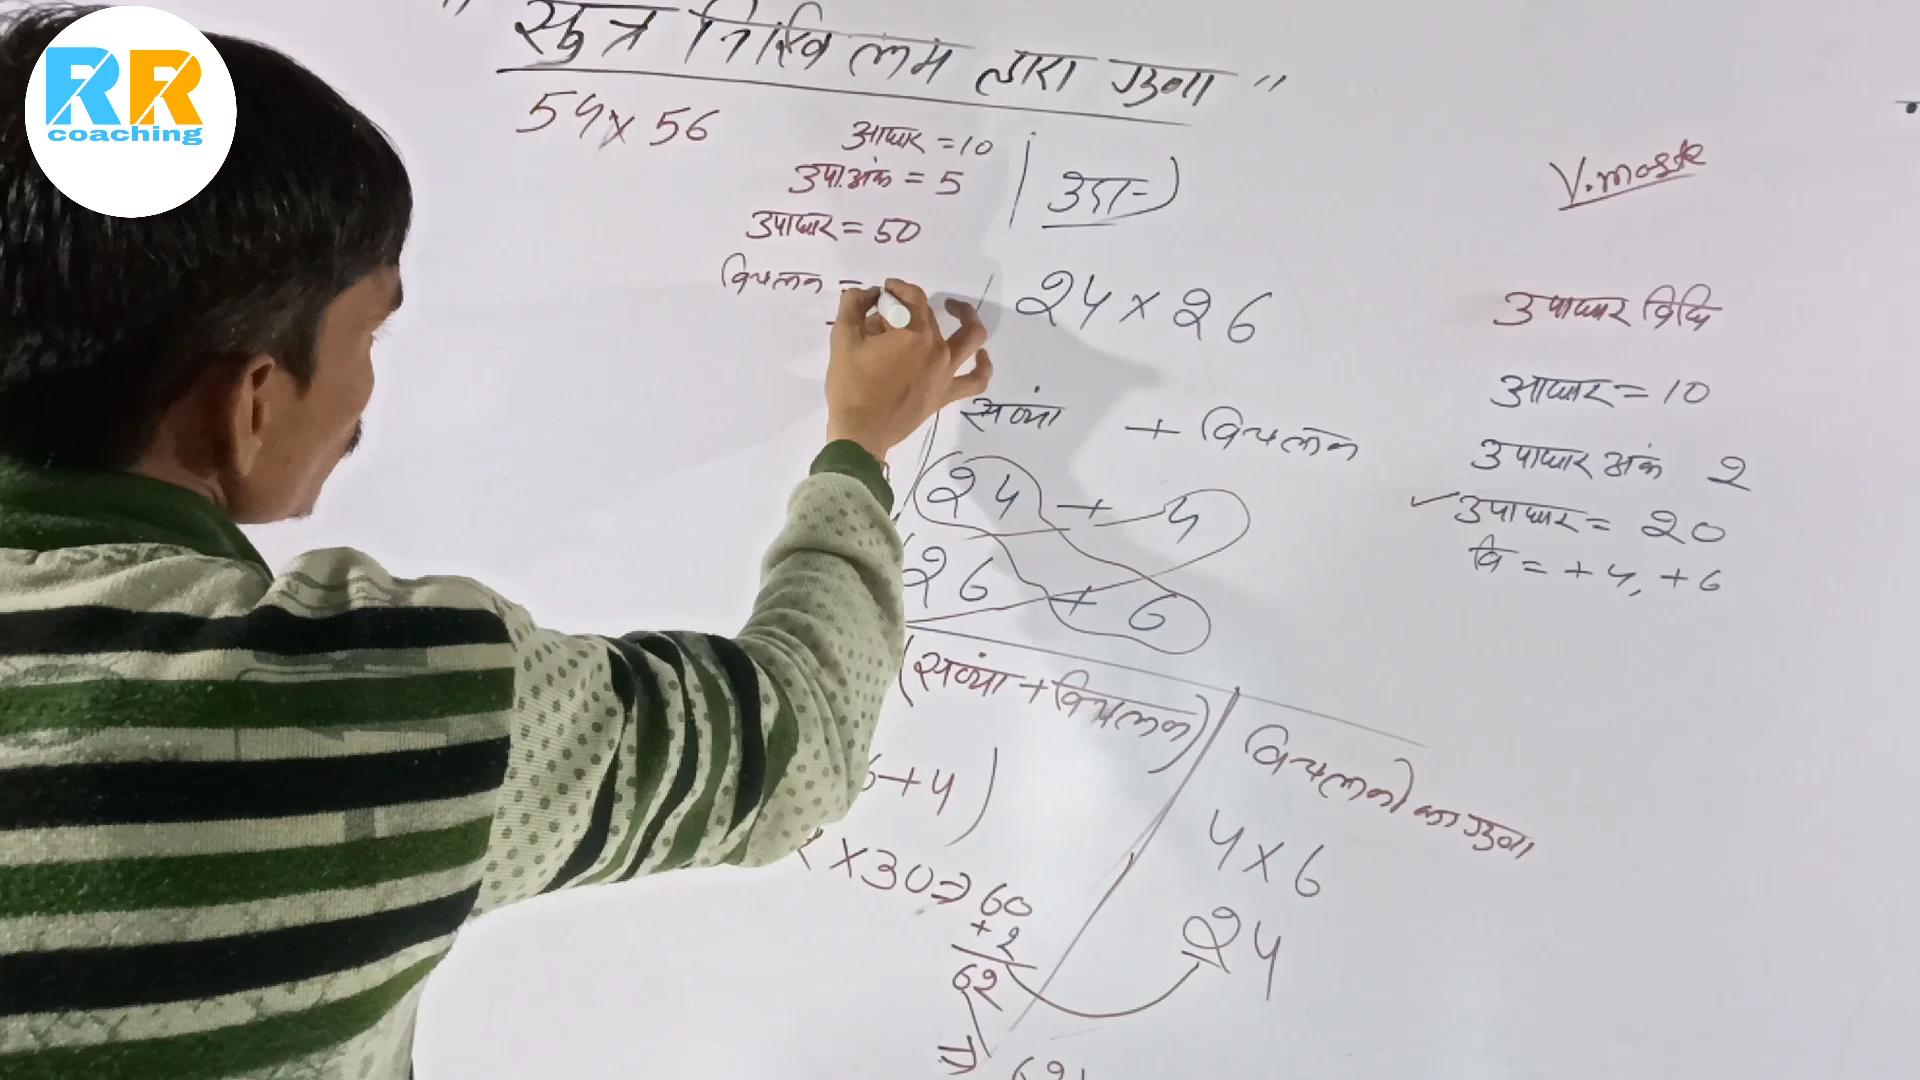 RR
coaching
" सुत्र निखिलम द्वारा गुणा "
54 x 56
आधार = 10
उपा.अंक = 5
उपाधार = 50
विचलन =
उदा-)
24 x 26
संख्या + विचलन
24 + 4
26 + 6
(संख्या + विचलन)
6+4)
x 30 ⇒ 60
+ 2
62
⇒
विचलनो का गुणा
4 x 6
24
उपाधार विधि
आधार = 10
उपाधार अंक 2
✓ उपाधार = 20
वि = +4, +6